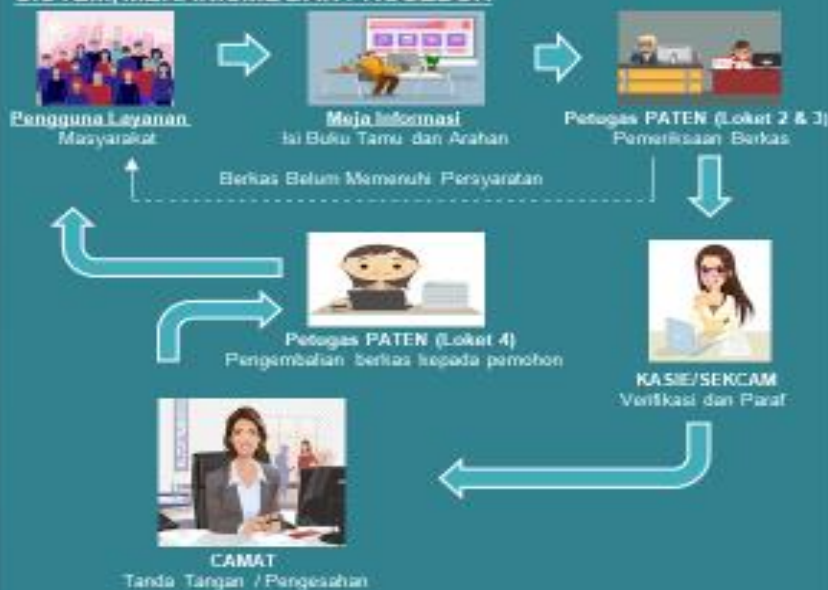 Pengguna Layanan
Masyarakat
Meja Informasi
Isi Buku Tamu dan Arahan
Petugas PATEN (Loket 2 & 3)
Pemeriksaan Berkas
Berkas Belum Memenuhi Persyaratan
Petugas PATEN (Loket 4)
Pengembalian berkas kepada pemohon
KASIE/SEKCAM
Verifikasi dan Paraf
CAMAT
Tanda Tangan / Pengesahan